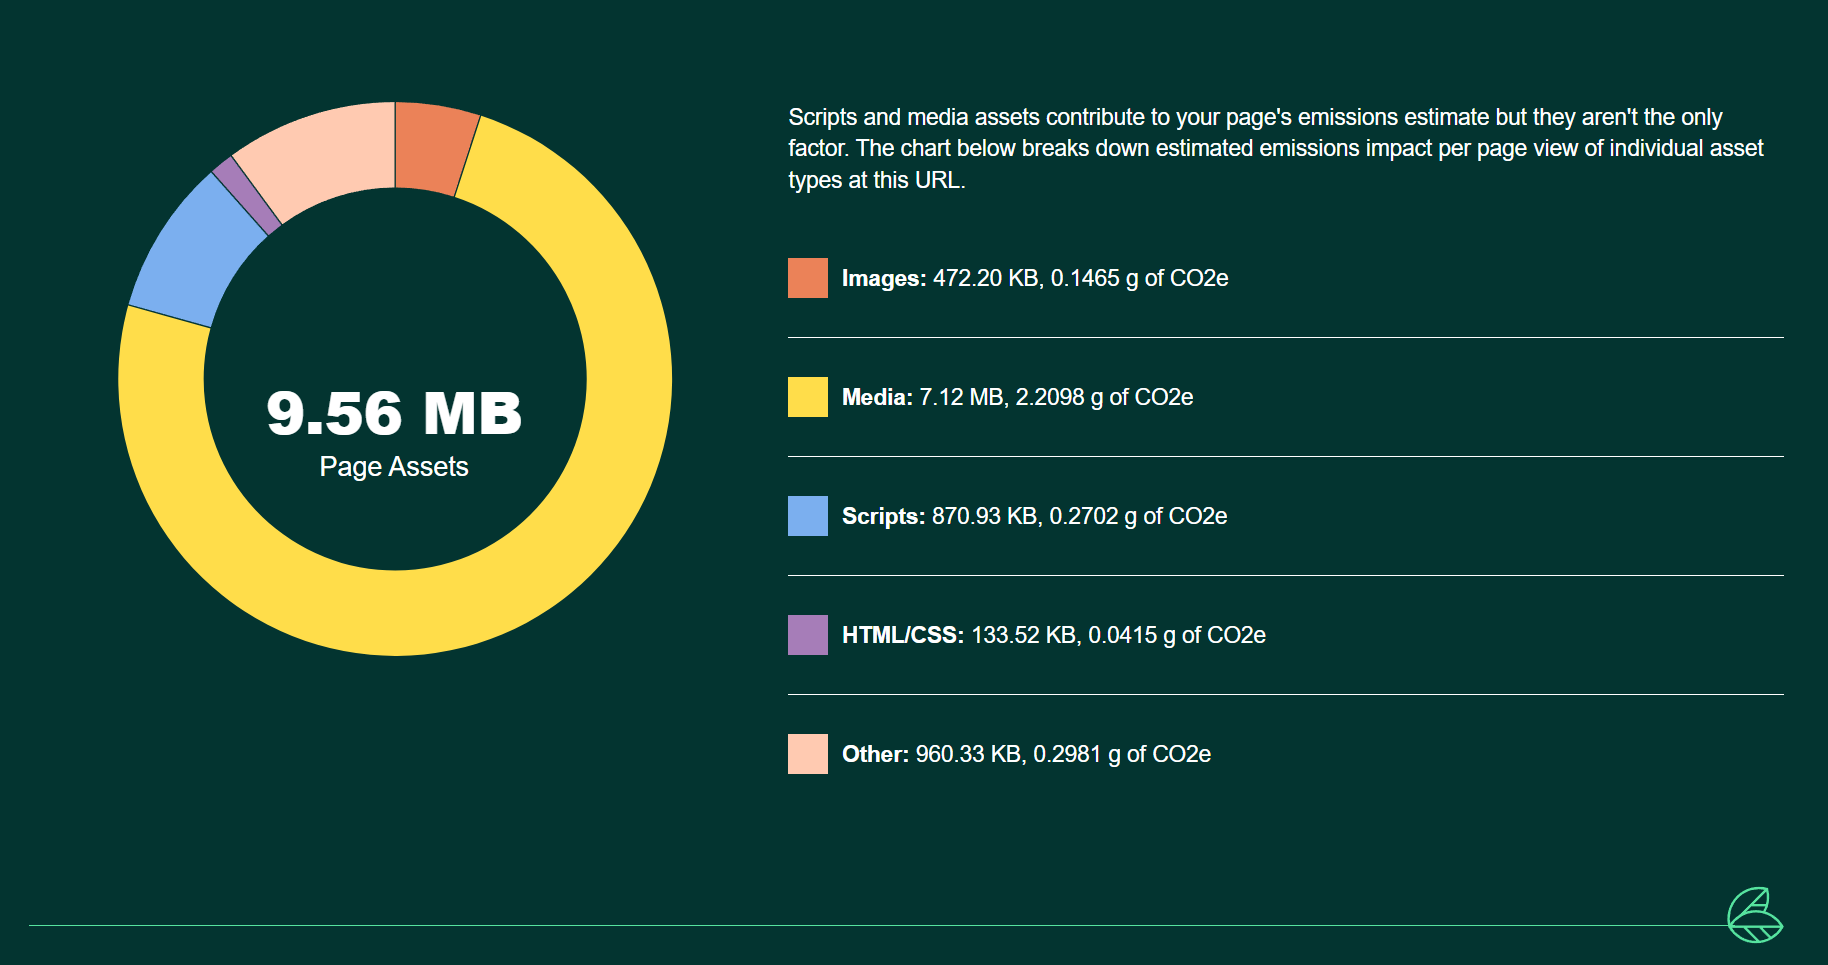 9.56 MB
Page Assets
Scripts and media assets contribute to your page's emissions estimate but they aren't the only
factor. The chart below breaks down estimated emissions impact per page view of individual asset
types at this URL.
Images: 472.20 KB, 0.1465 g of CO2e
Media: 7.12 MB, 2.2098 g of CO2e
Scripts: 870.93 KB, 0.2702 g of CO2e
HTML/CSS: 133.52 KB, 0.0415 g of CO2e
Other: 960.33 KB, 0.2981 g of CO2e